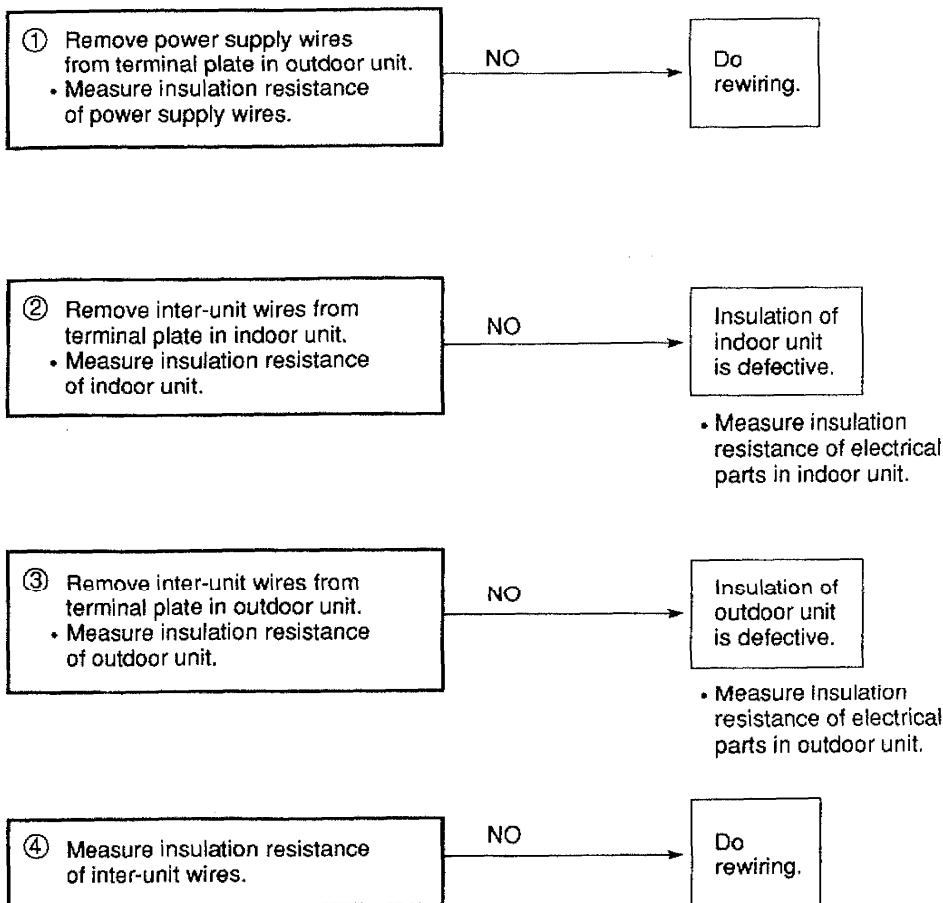 ① Remove power supply wires
from terminal plate in outdoor unit.
• Measure insulation resistance
of power supply wires.
NO
Do
rewiring.
② Remove inter-unit wires from
terminal plate in indoor unit.
• Measure insulation resistance
of indoor unit.
NO
Insulation of
indoor unit
is defective.
• Measure insulation
resistance of electrical
parts in indoor unit.
③ Remove inter-unit wires from
terminal plate in outdoor unit.
• Measure insulation resistance
of outdoor unit.
NO
Insulation of
outdoor unit
is defective.
• Measure Insulation
resistance of electrical
parts in outdoor unit.
④ Measure insulation resistance
of inter-unit wires.
NO
Do
rewiring.